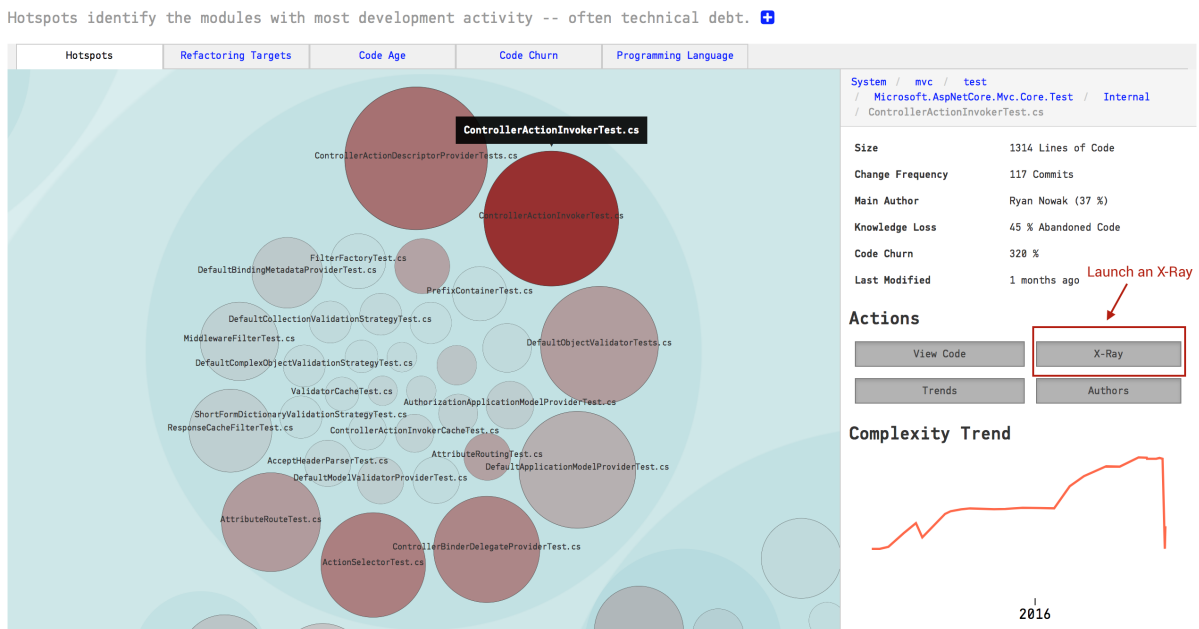 Hotspots identify the modules with most development activity -- often technical debt.
Hotspots Refactoring Targets Code Age Code Churn Programming Language
System / mvc / test
/ Microsoft.AspNetCore.Mvc.Core.Test / Internal
/ ControllerActionInvokerTest.cs
ControllerActionInvokerTest.cs
ControllerActionDescriptorProviderTests.cs
ControllerActionInvokerTest.cs
FilterFactoryTest.cs
DefaultBindingMetadataProviderTest.cs
PrefixContainerTest.cs
DefaultCollectionValidationStrategyTest.cs
MiddlewareFilterTest.cs
DefaultObjectValidatorTests.cs
DefaultComplexObjectValidationStrategyTest.cs
ValidatorCacheTest.cs
AuthorizationApplicationModelProviderTest.cs
ShortFormDictionaryValidationStrategyTest.cs
ResponseCacheFilterTest.cs
ControllerActionInvokerCacheTest.cs
AttributeRoutingTest.cs
AcceptHeaderParserTest.cs
DefaultApplicationModelProviderTest.cs
DefaultModelValidatorProviderTest.cs
AttributeRouteTest.cs
ControllerBinderDelegateProviderTest.cs
ActionSelectorTest.cs
Size 1314 Lines of Code
Change Frequency 117 Commits
Main Author Ryan Nowak (37 %)
Knowledge Loss 45 % Abandoned Code
Code Churn 320 %
Last Modified 1 months ago
Launch an X-Ray
Actions
View Code X-Ray
Trends Authors
Complexity Trend
2016